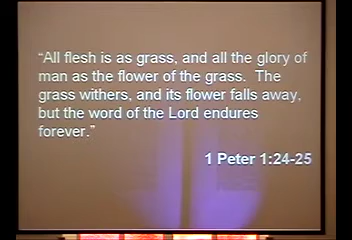 “All flesh is as grass, and all the glory of
man as the flower of the grass.  The
grass withers, and its flower falls away,
but the word of the Lord endures
forever.”
1 Peter 1:24-25